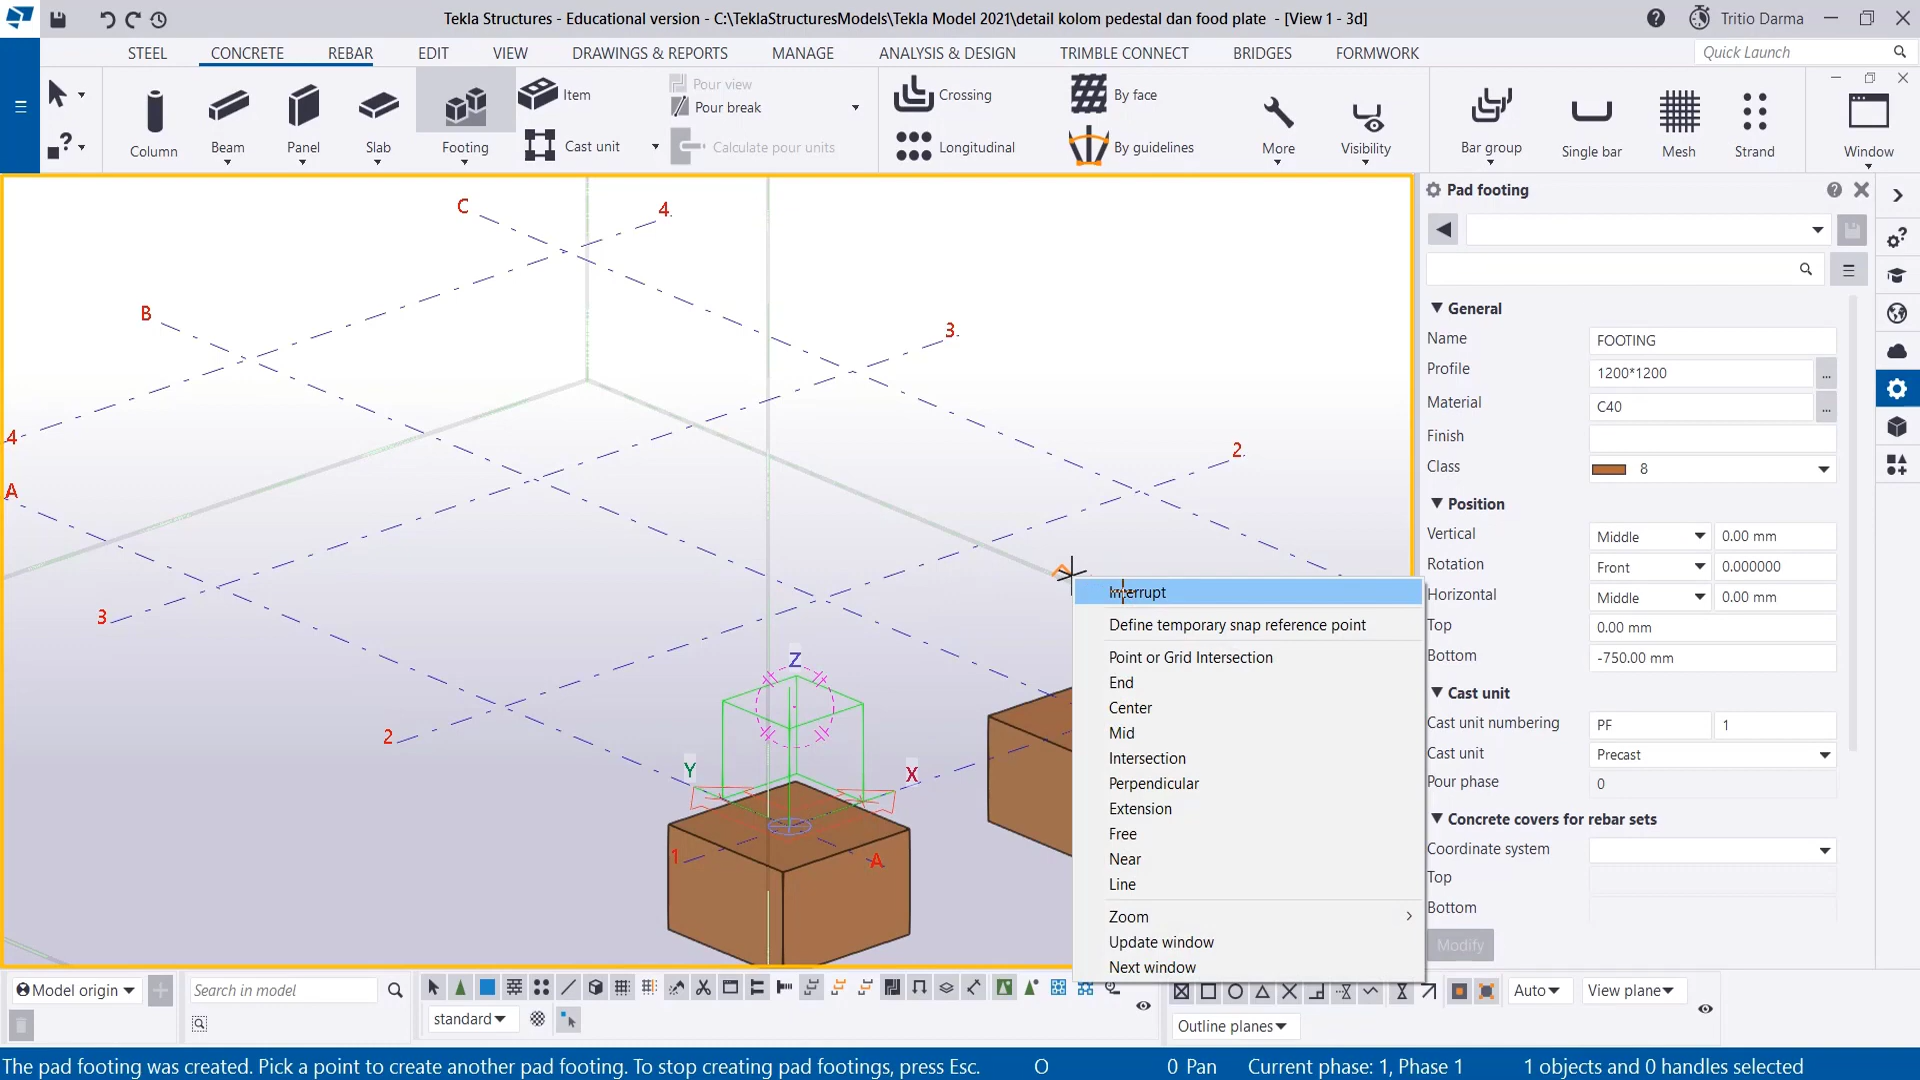 Tekla Structures - Educational version - C:\TeklaStructuresModels\Tekla Model 2021\detail kolom pedestal dan food plate - [View 1 - 3d]
Tritio Darma
STEEL CONCRETE REBAR EDIT VIEW DRAWINGS & REPORTS MANAGE ANALYSIS & DESIGN TRIMBLE CONNECT BRIDGES FORMWORK
Quick Launch
Column Beam Panel Slab Footing
Item
Cast unit
Pour view
Pour break
Calculate pour units
Crossing
Longitudinal
By face
By guidelines
More Visibility Bar group Single bar Mesh Strand Window
C 4
B
3
4
A
2
3
2
Z
Y
X
1
A
Interrupt
Define temporary snap reference point
Point or Grid Intersection
End
Center
Mid
Intersection
Perpendicular
Extension
Free
Near
Line
Zoom
Update window
Next window
Pad footing
General
Name FOOTING
Profile 1200*1200 ...
Material C40 ...
Finish
Class 8
Position
Vertical Middle 0.00 mm
Rotation Front 0.000000
Horizontal Middle 0.00 mm
Top 0.00 mm
Bottom -750.00 mm
Cast unit
Cast unit numbering PF 1
Cast unit Precast
Pour phase 0
Concrete covers for rebar sets
Coordinate system
Top
Bottom
Modify
Model origin
Search in model
standard
Auto
View plane
Outline planes
The pad footing was created. Pick a point to create another pad footing. To stop creating pad footings, press Esc. O 0 Pan Current phase: 1, Phase 1 1 objects and 0 handles selected